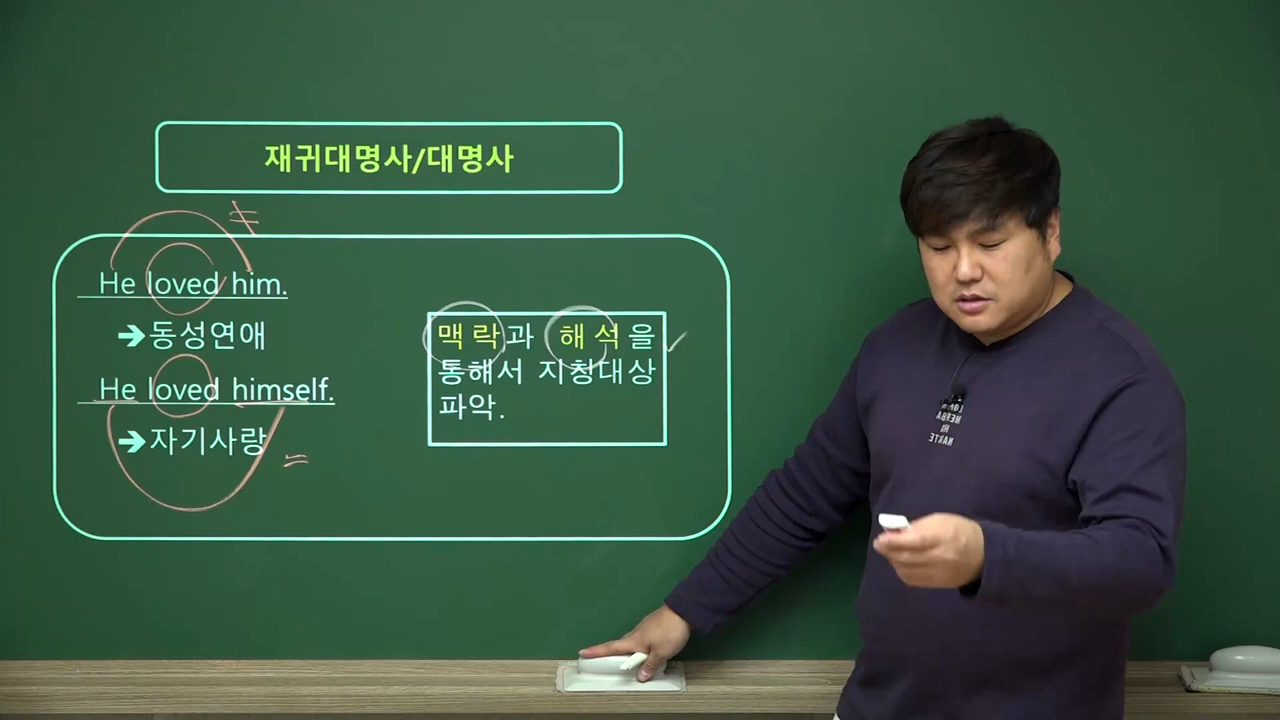 재귀대명사/대명사
≠
He loved him.
➔동성연애
He loved himself.
➔자기사랑
=
맥락과 해석을
통해서 지칭대상
파악.